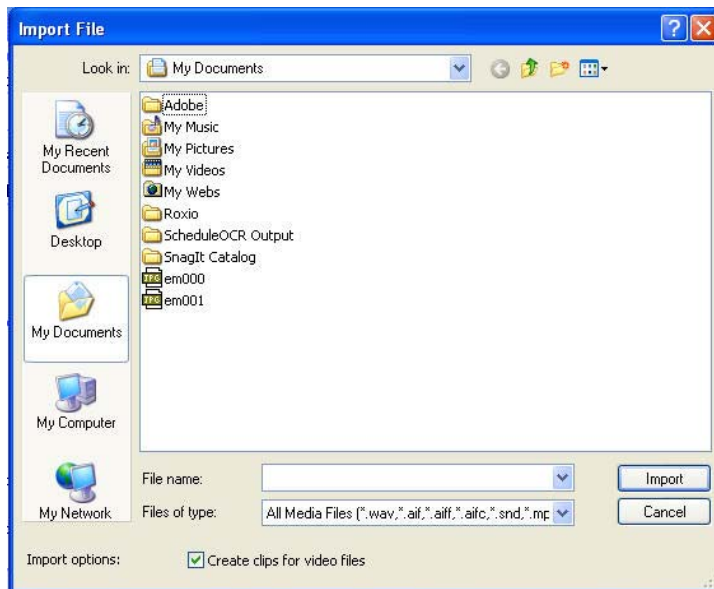 Import File
Look in: My Documents
My Recent
Documents
Desktop
My Documents
My Computer
My Network
Adobe
My Music
My Pictures
My Videos
My Webs
Roxio
ScheduleOCR Output
SnagIt Catalog
em000
em001
File name:
Import
Files of type: All Media Files (*.wav,*.aif,*.aiff,*.aifc,*.snd,*.mp
Cancel
Import options: Create clips for video files